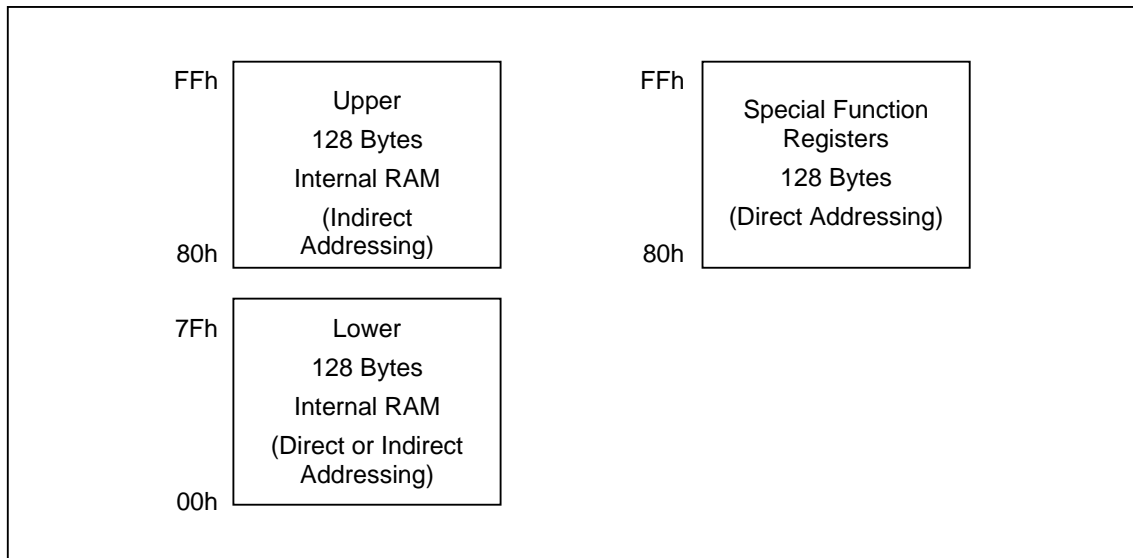 FFh
Upper
128 Bytes
Internal RAM
(Indirect
Addressing)
80h
7Fh
Lower
128 Bytes
Internal RAM
(Direct or Indirect
Addressing)
00h
FFh
Special Function
Registers
128 Bytes
(Direct Addressing)
80h